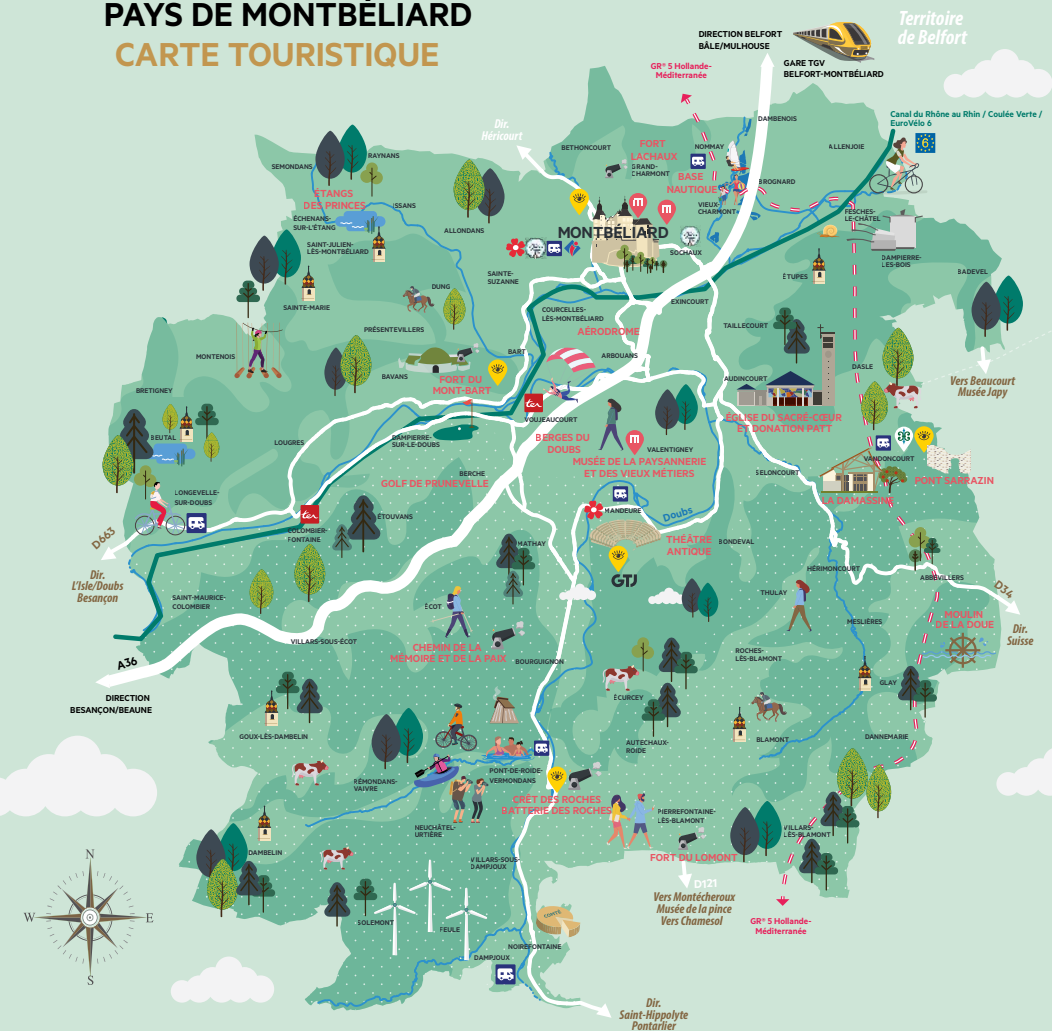 PAYS DE MONTBÉLIARD
CARTE TOURISTIQUE
Territoire
de Belfort
DIRECTION BELFORT
BÂLE/MULHOUSE
GARE TGV
BELFORT-MONTBÉLIARD
GR® 5 Hollande-
Méditerranée
Canal du Rhône au Rhin / Coulée Verte /
EuroVélo 6
6
Dir.
Héricourt
DAMBENOIS
ALLENJOIE
BETHONCOURT
FORT
LACHAUX
NOMMAY
GRAND-
CHARMONT
BASE
NAUTIQUE
BROGNARD
VIEUX-
CHARMONT
SEMONDANS
RAYNANS
ÉTANGS
DES PRINCES
ISSANS
ÉCHENANS-
SUR-L'ÉTANG
SAINT-JULIEN-
LÈS-MONTBÉLIARD
ALLONDANS
m
m
MONTBÉLIARD
SOCHAUX
FESCHES-
LE-CHÂTEL
DAMPIERRE-
LES-BOIS
BADEVEL
ÉTUPES
SAINTE-
SUZANNE
DUNG
SAINTE-MARIE
EXINCOURT
COURCELLES-
LÈS-MONTBÉLIARD
AÉRODROME
TAILLECOURT
PRÉSENTEVILLERS
MONTENOIS
BART
ARBOUANS
BAVANS
FORT DU
MONT-BART
DASLE
AUDINCOURT
Vers Beaucourt
Musée Japy
BRETIGNEY
ter
VOUJEAUCOURT
ÉGLISE DU SACRÉ-CŒUR
ET DONATION PATT
BEUTAL
LOUGRES
DAMPIERRE-
SUR-LE-DOUBS
BERGES DU
DOUBS
m
VALENTIGNEY
MUSÉE DE LA PAYSANNERIE
ET DES VIEUX MÉTIERS
VANDONCOURT
PONT SARRAZIN
BERCHE
GOLF DE PRUNEVELLE
SELONCOURT
LA DAMASSINE
LONGEVELLE-
SUR-DOUBS
MANDEURE
Doubs
ter
COLOMBIER-
FONTAINE
ÉTOUVANS
D663
THÉÂTRE
ANTIQUE
BONDEVAL
MATHAY
GTJ
HÉRIMONCOURT
Dir.
L'Isle/Doubs
Besançon
ABBÉVILLERS
D34
SAINT-MAURICE-
COLOMBIER
ÉCOT
THULAY
MOULIN
DE LA DOUE
MESLIÈRES
Dir.
Suisse
VILLARS-SOUS-ÉCOT
CHEMIN DE LA
MÉMOIRE ET DE LA PAIX
BOURGUIGNON
ROCHES-
LÈS-BLAMONT
A36
DIRECTION
BESANÇON/BEAUNE
GLAY
ÉCURCEY
GOUX-LÈS-DAMBELIN
AUTECHAUX-
ROIDE
BLAMONT
DANNEMARIE
PONT-DE-ROIDE-
VERMONDANS
RÉMONDANS-
VAIVRE
CRÊT DES ROCHES
BATTERIE DES ROCHES
PIERREFONTAINE-
LÈS-BLAMONT
NEUCHÂTEL-
URTIÈRE
VILLARS-
LÈS-BLAMONT
DAMBELIN
FORT DU LOMONT
VILLARS-SOUS-
DAMPJOUX
D121
Vers Montécheroux
Musée de la pince
Vers Chamesol
GR® 5 Hollande-
Méditerranée
N
W
E
S
SOLEMONT
FEULE
COMTÉ
NOIREFONTAINE
DAMPJOUX
Dir.
Saint-Hippolyte
Pontarlier